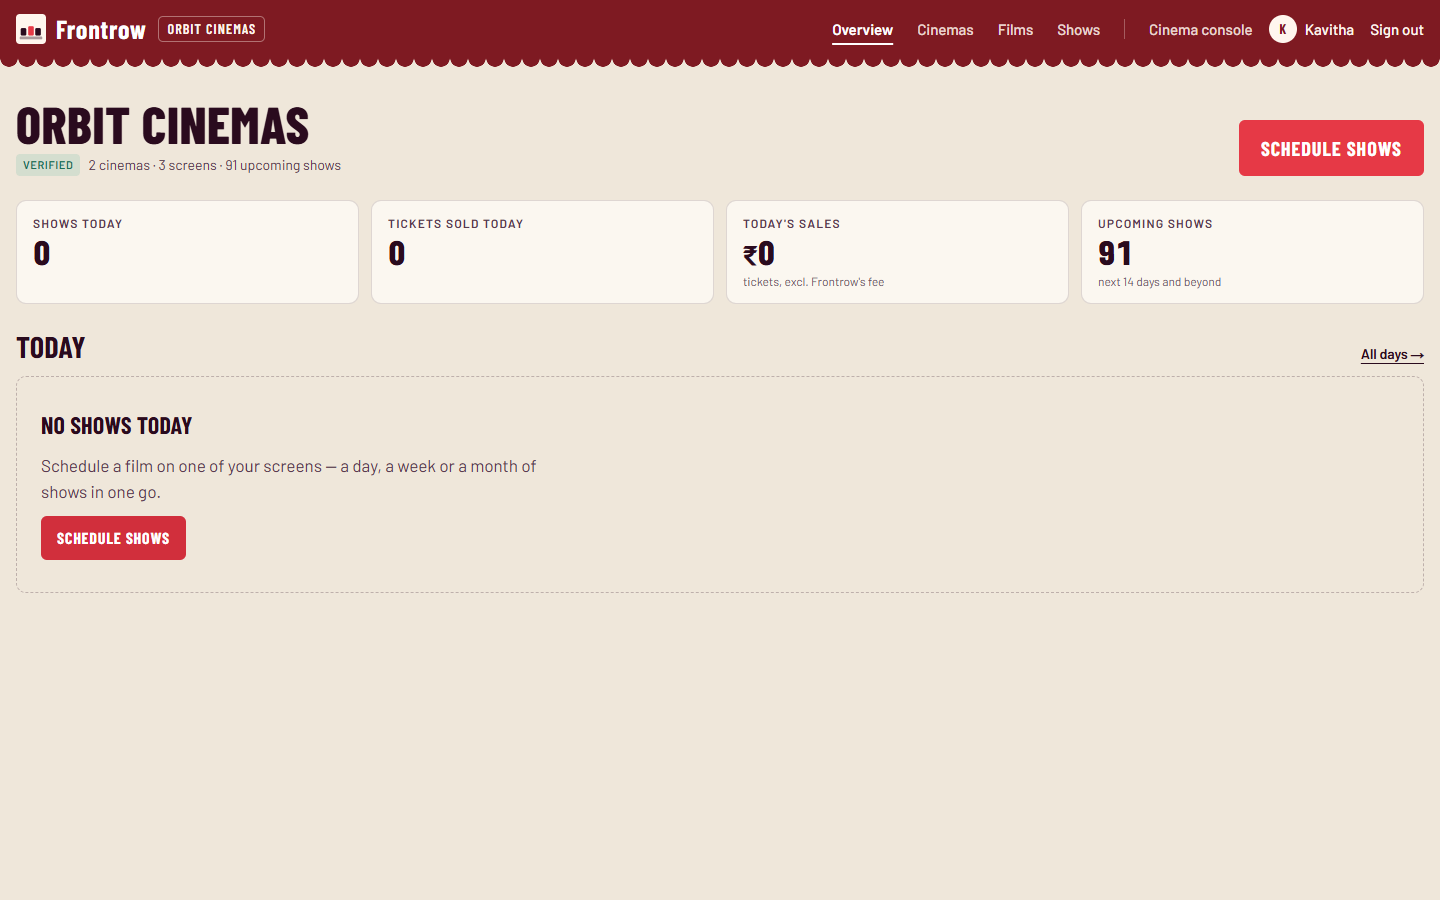 Frontrow
ORBIT CINEMAS
Overview
Cinemas
Films
Shows
Cinema console
K
Kavitha
Sign out
ORBIT CINEMAS
VERIFIED
2 cinemas · 3 screens · 91 upcoming shows
SCHEDULE SHOWS
SHOWS TODAY
0
TICKETS SOLD TODAY
0
TODAY'S SALES
₹0
tickets, excl. Frontrow's fee
UPCOMING SHOWS
91
next 14 days and beyond
TODAY
All days →
NO SHOWS TODAY
Schedule a film on one of your screens — a day, a week or a month of
shows in one go.
SCHEDULE SHOWS